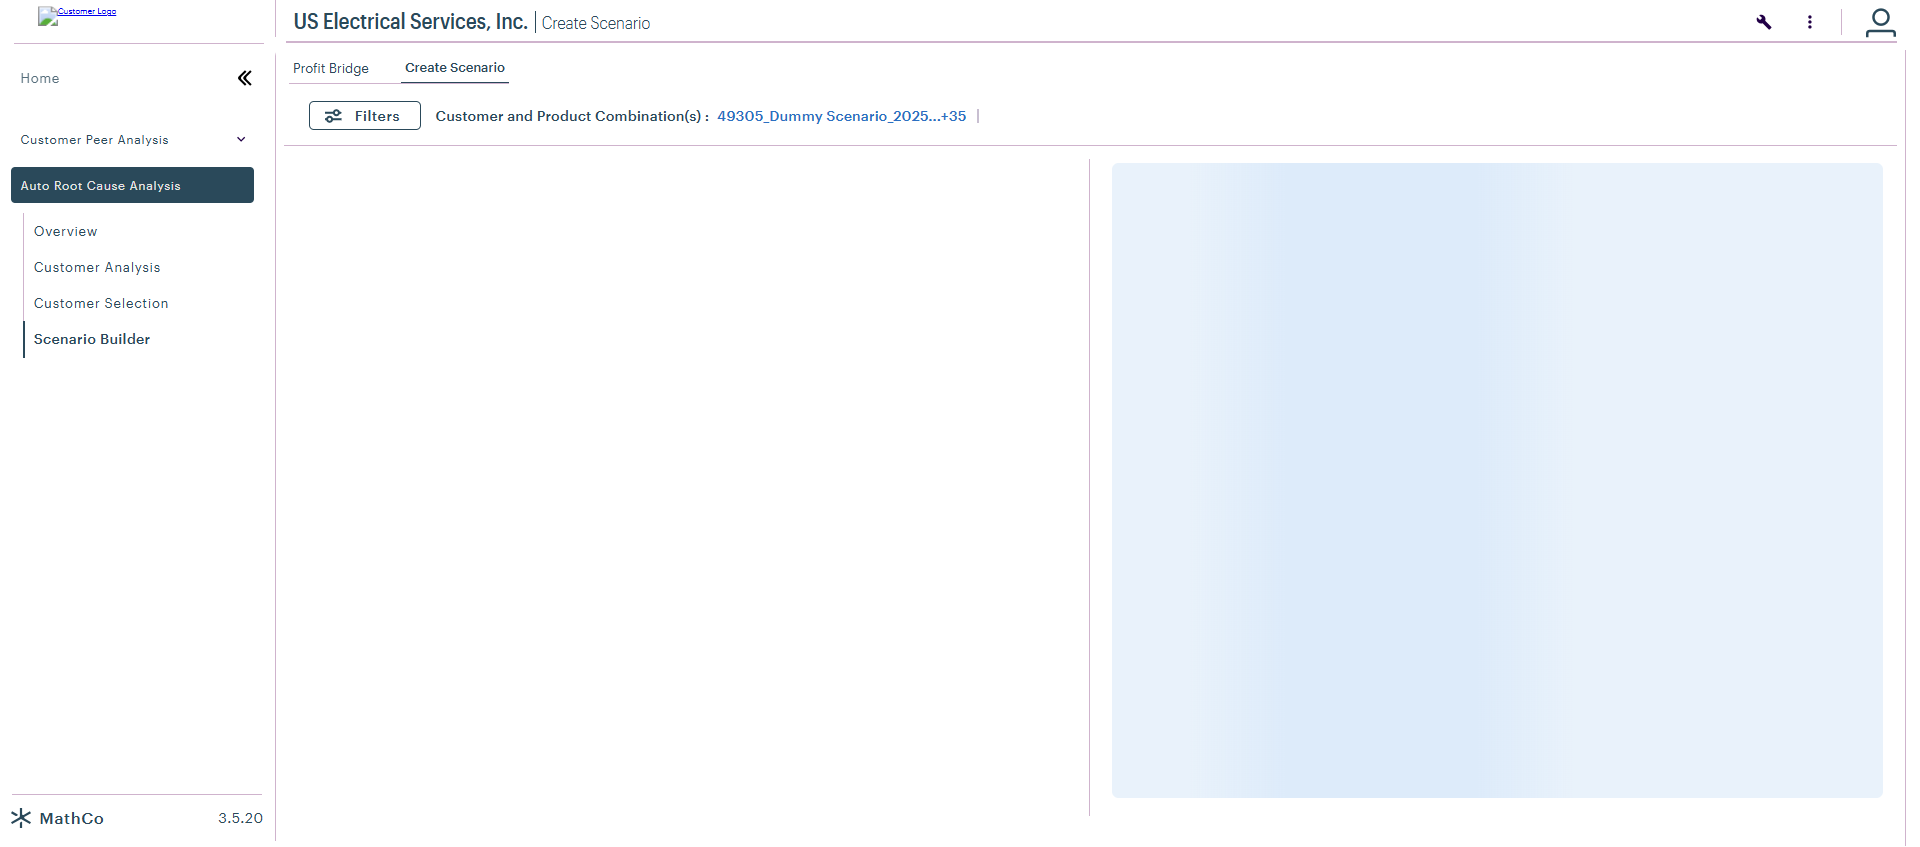 Customer Logo
US Electrical Services, Inc. | Create Scenario
Home
Profit Bridge
Create Scenario
Filters
Customer and Product Combination(s) : 49305_Dummy Scenario_2025...+35 |
Customer Peer Analysis
Auto Root Cause Analysis
Overview
Customer Analysis
Customer Selection
Scenario Builder
MathCo
3.5.20